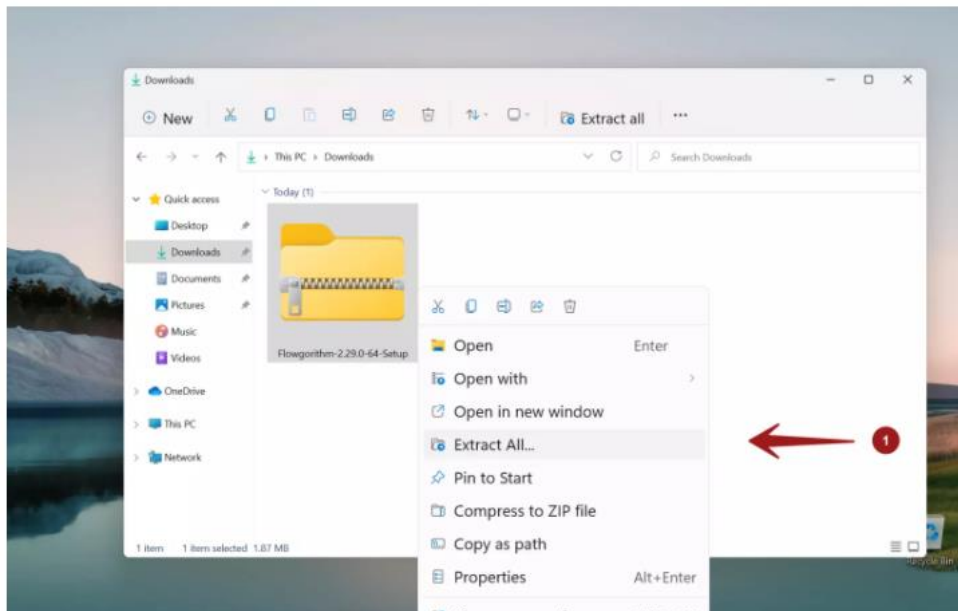 Downloads
New
Extract all
This PC > Downloads
Search Downloads
Quick access
Today (1)
Desktop
Downloads
Documents
Pictures
Music
Videos
OneDrive
This PC
Network
Flowgorithm-2.29.0-64-Setup
Open Enter
Open with
Open in new window
Extract All...
1
Pin to Start
Compress to ZIP file
Copy as path
Properties Alt+Enter
1 item 1 item selected 1.87 MB
Recycle Bin